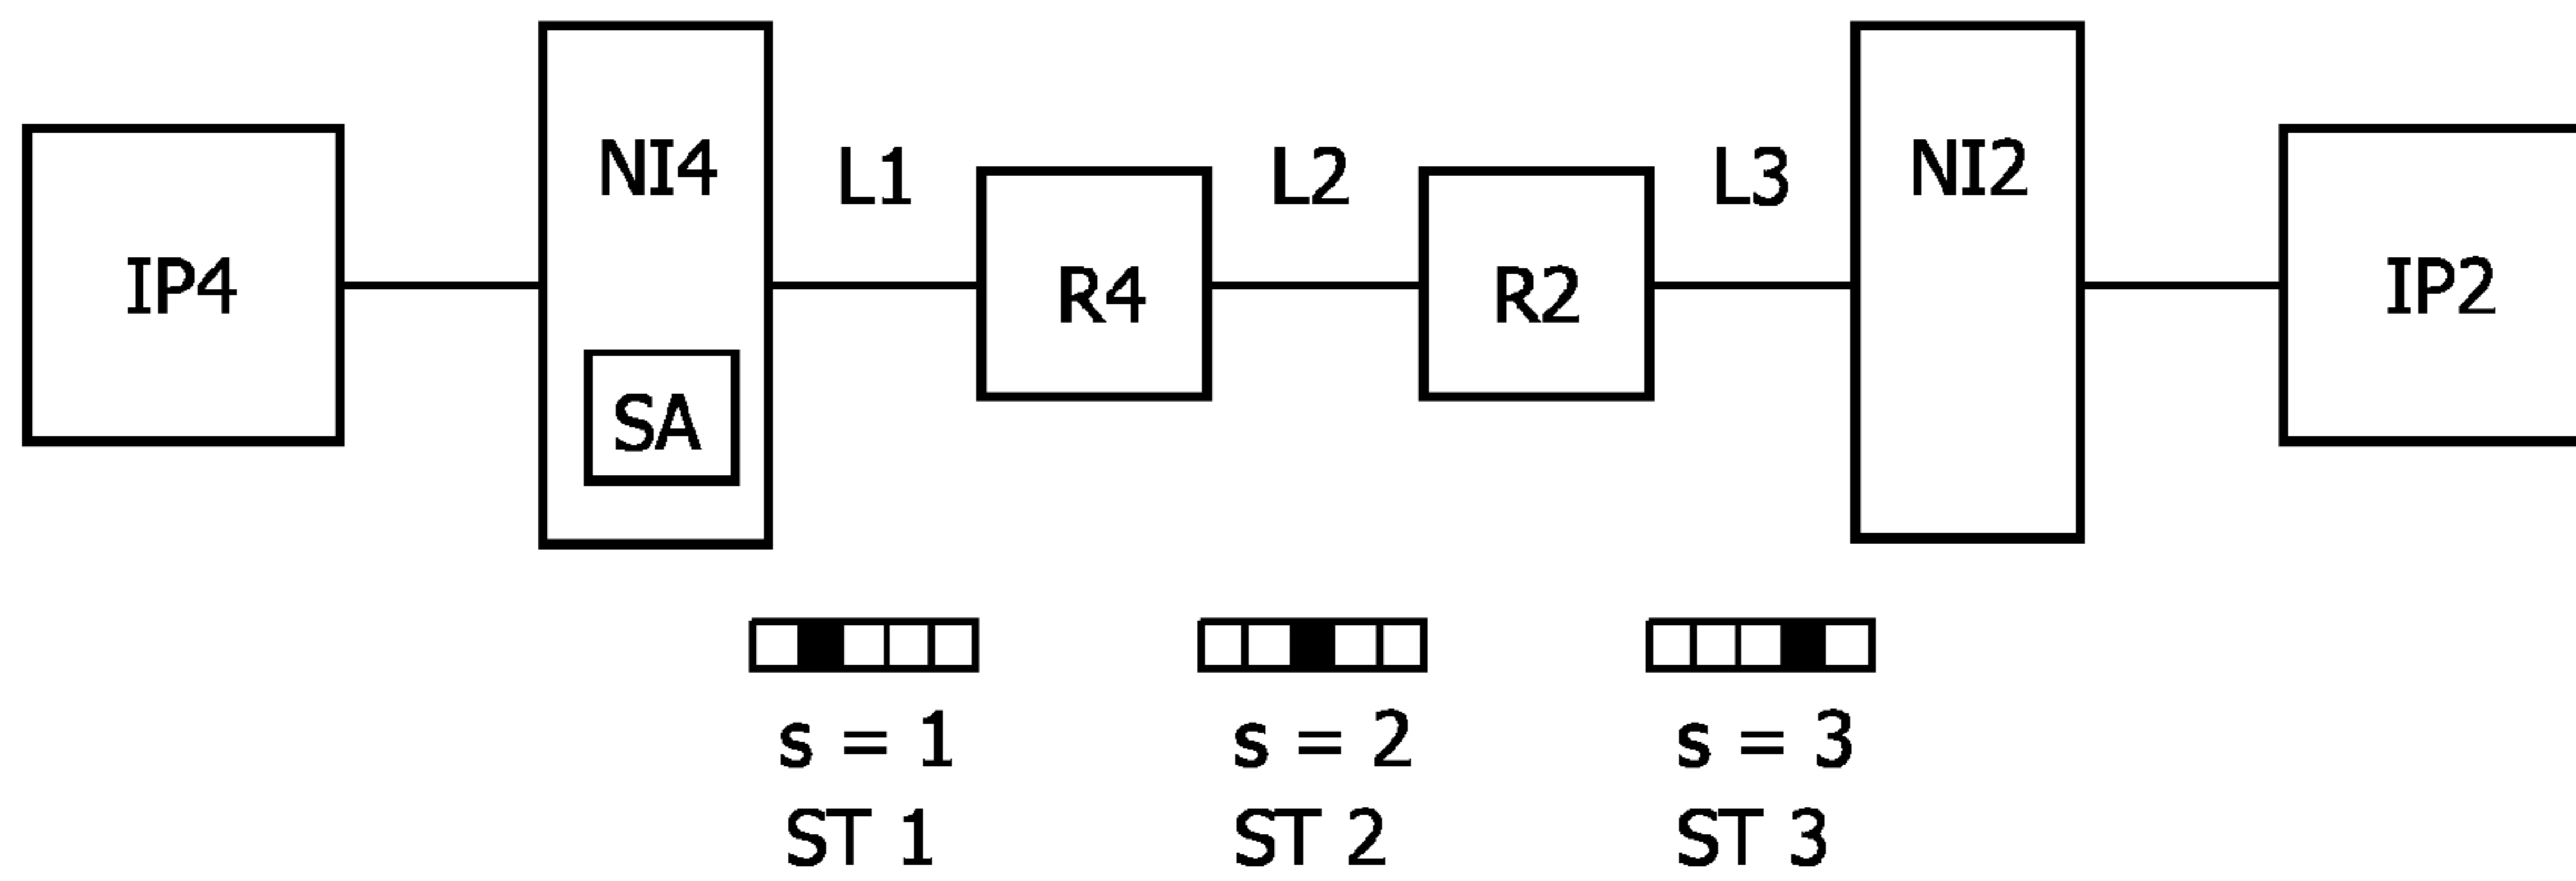 IP4
NI4
SA
L1
R4
L2
R2
L3
NI2
IP2
s = 1
ST 1
s = 2
ST 2
s = 3
ST 3